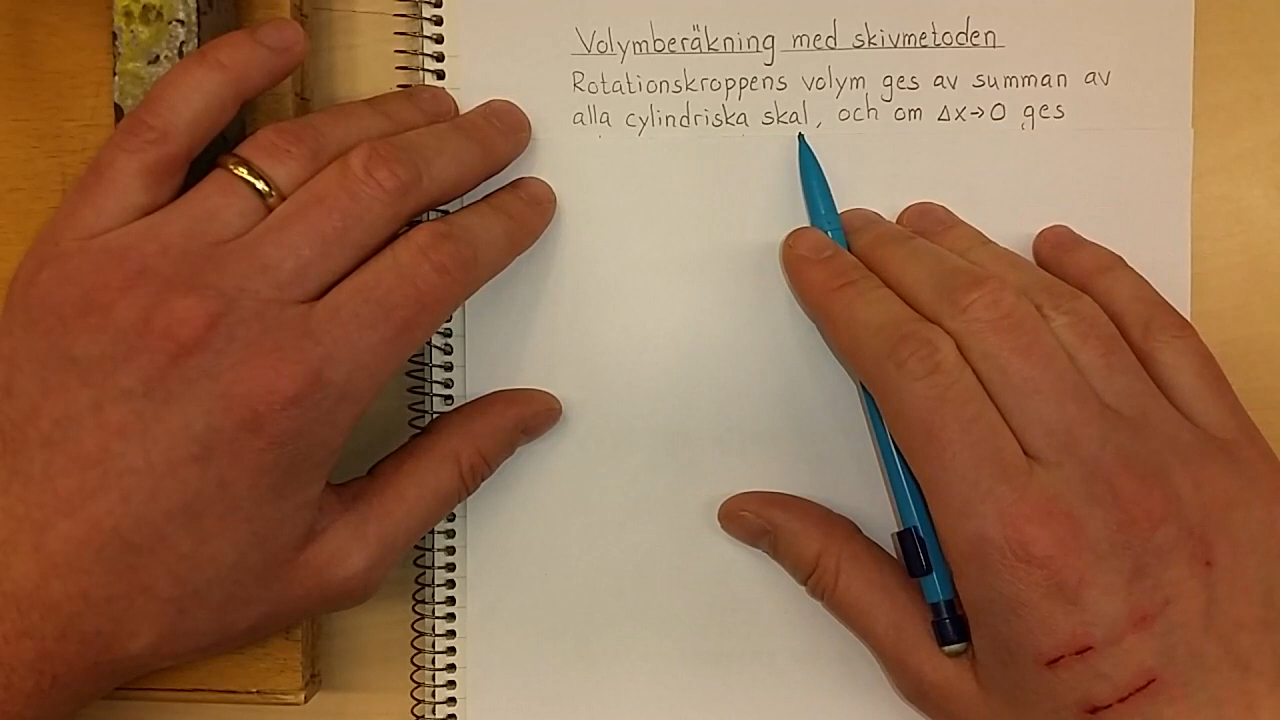 Volymberäkning med skivmetoden
Rotationskroppens volym ges av summan av
alla cylindriska skal, och om Δx→0 ges